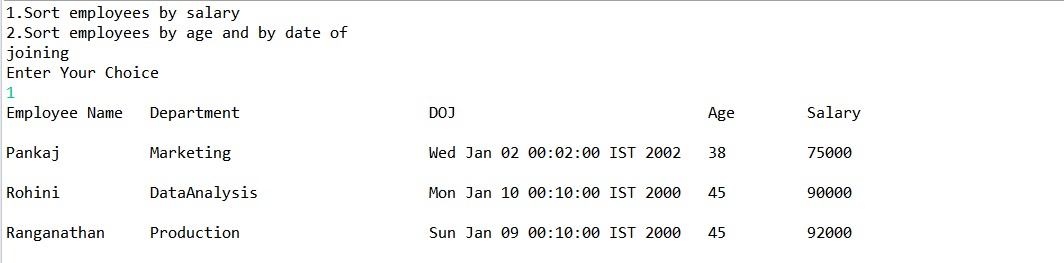 1.Sort employees by salary
2.Sort employees by age and by date of
joining
Enter Your Choice
1
Employee Name   Department                     DOJ                            Age        Salary
Pankaj          Marketing                      Wed Jan 02 00:02:00 IST 2002   38         75000
Rohini          DataAnalysis                   Mon Jan 10 00:10:00 IST 2000   45         90000
Ranganathan     Production                     Sun Jan 09 00:10:00 IST 2000   45         92000